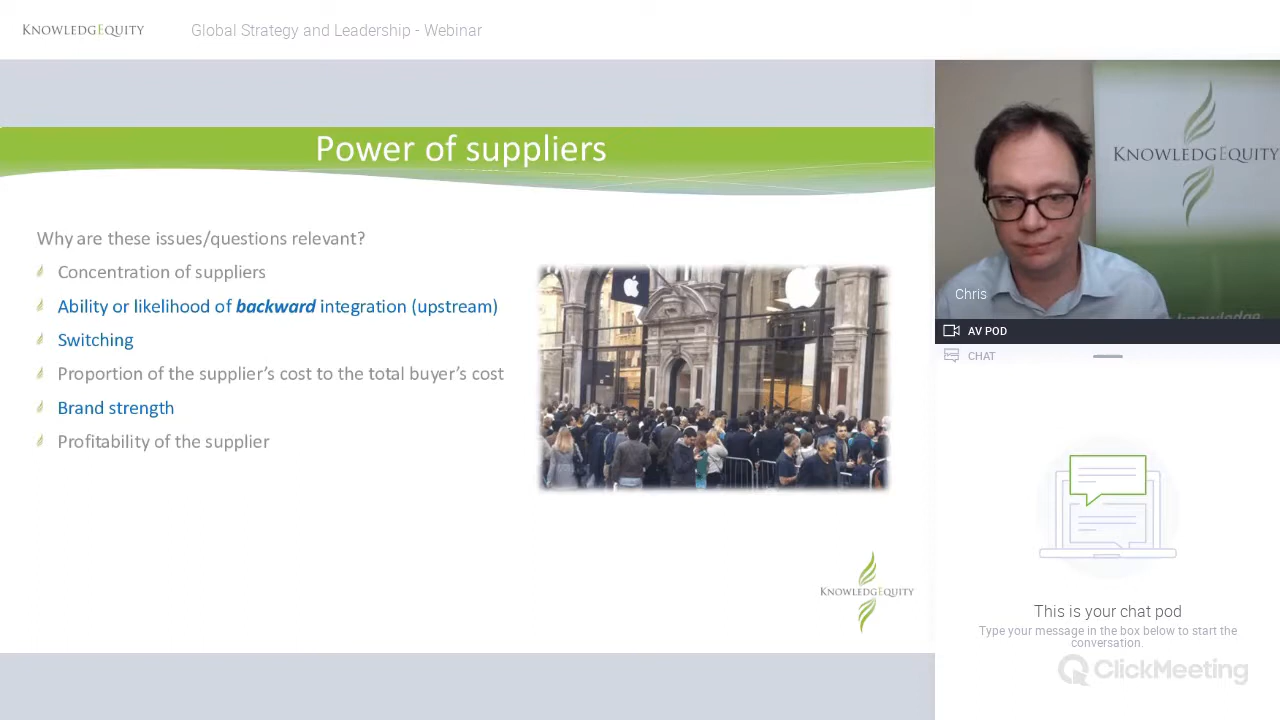 KNOWLEDGEQUITY
Global Strategy and Leadership - Webinar
Power of suppliers
Why are these issues/questions relevant?
Concentration of suppliers
Ability or likelihood of backward integration (upstream)
Switching
Proportion of the supplier's cost to the total buyer's cost
Brand strength
Profitability of the supplier
KNOWLEDGEQUITY
KNOWLEDGEQUITY
knowledge
Chris
AV POD
CHAT
This is your chat pod
Type your message in the box below to start the
conversation.
ClickMeeting